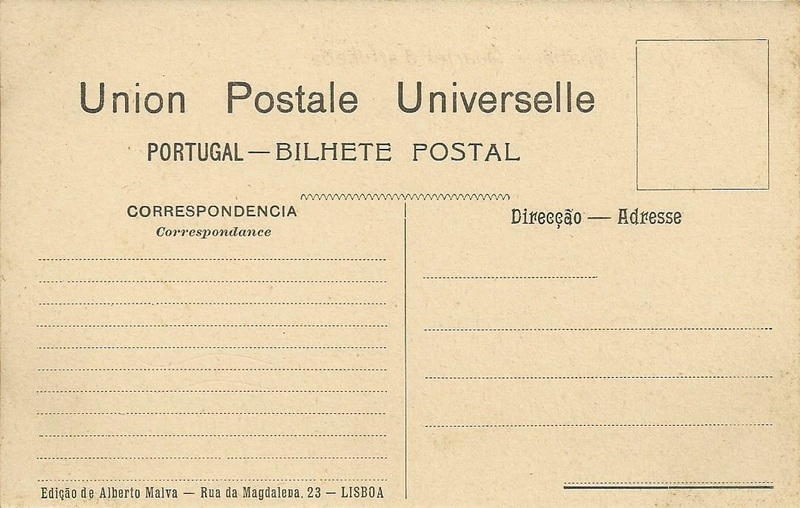 Union Postale Universelle
PORTUGAL — BILHETE POSTAL
CORRESPONDENCIA
Correspondance
Direcção — Adresse
Edição de Alberto Malva — Rua da Magdalena, 23 — LISBOA